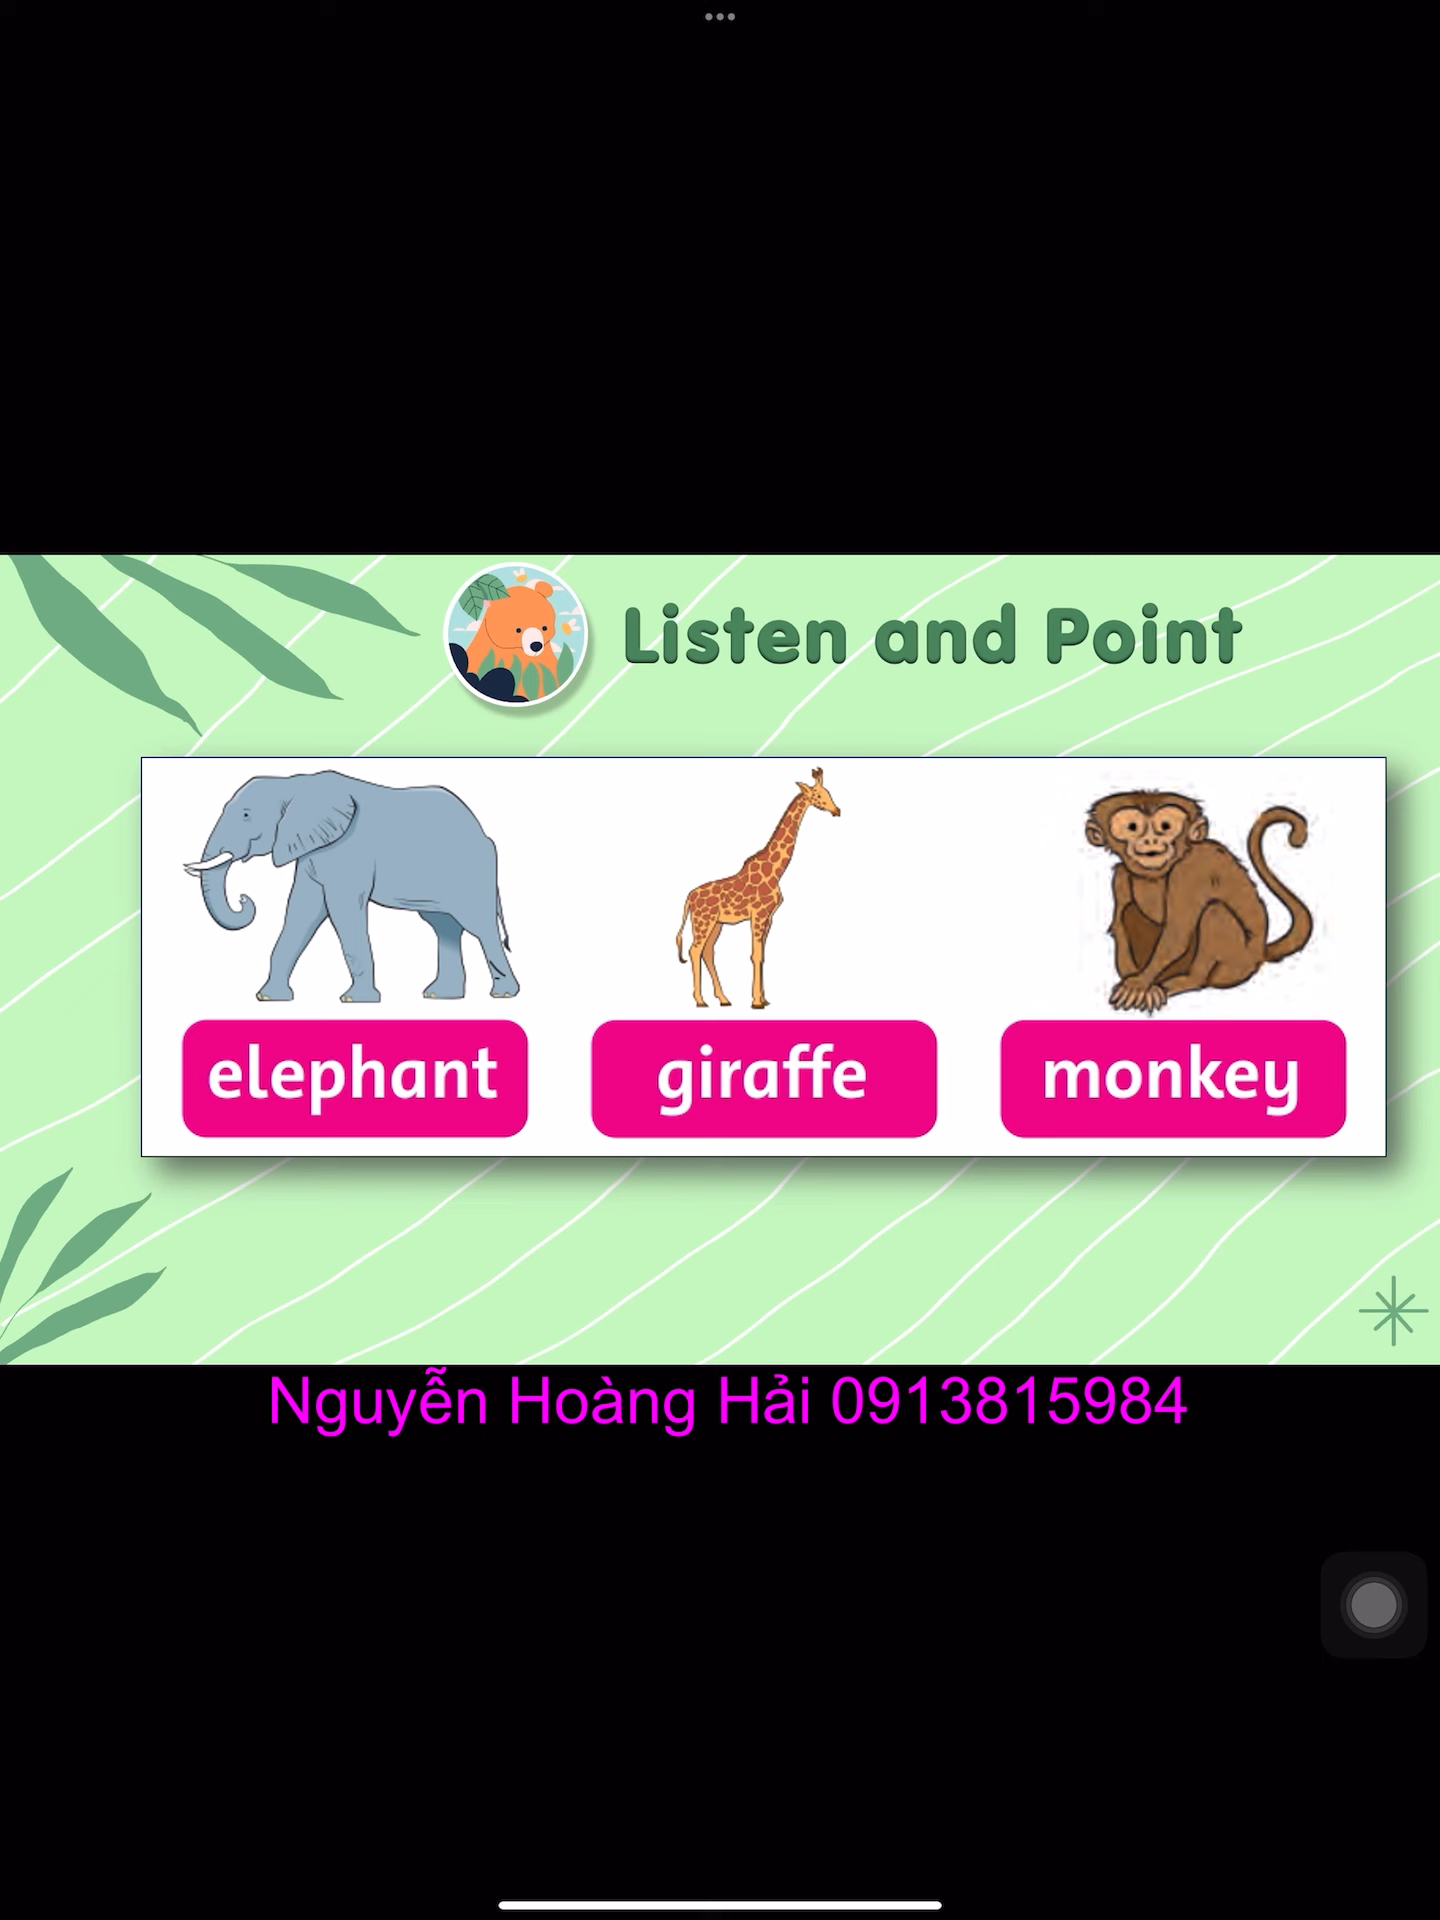 Listen and Point
elephant giraffe monkey
Nguyễn Hoàng Hải 0913815984